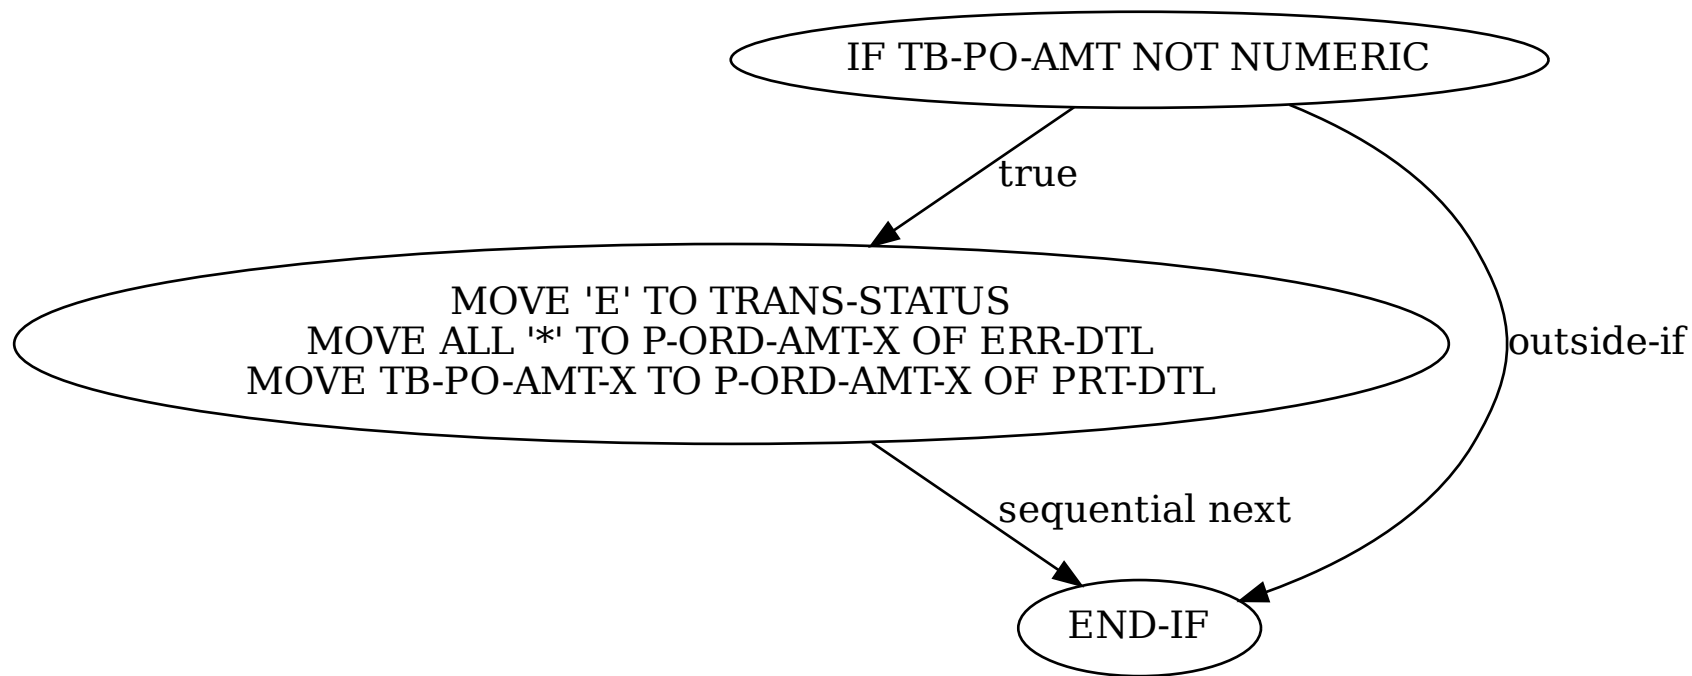 IF TB-PO-AMT NOT NUMERIC
true
MOVE 'E' TO TRANS-STATUS
MOVE ALL '*' TO P-ORD-AMT-X OF ERR-DTL
MOVE TB-PO-AMT-X TO P-ORD-AMT-X OF PRT-DTL
outside-if
sequential next
END-IF